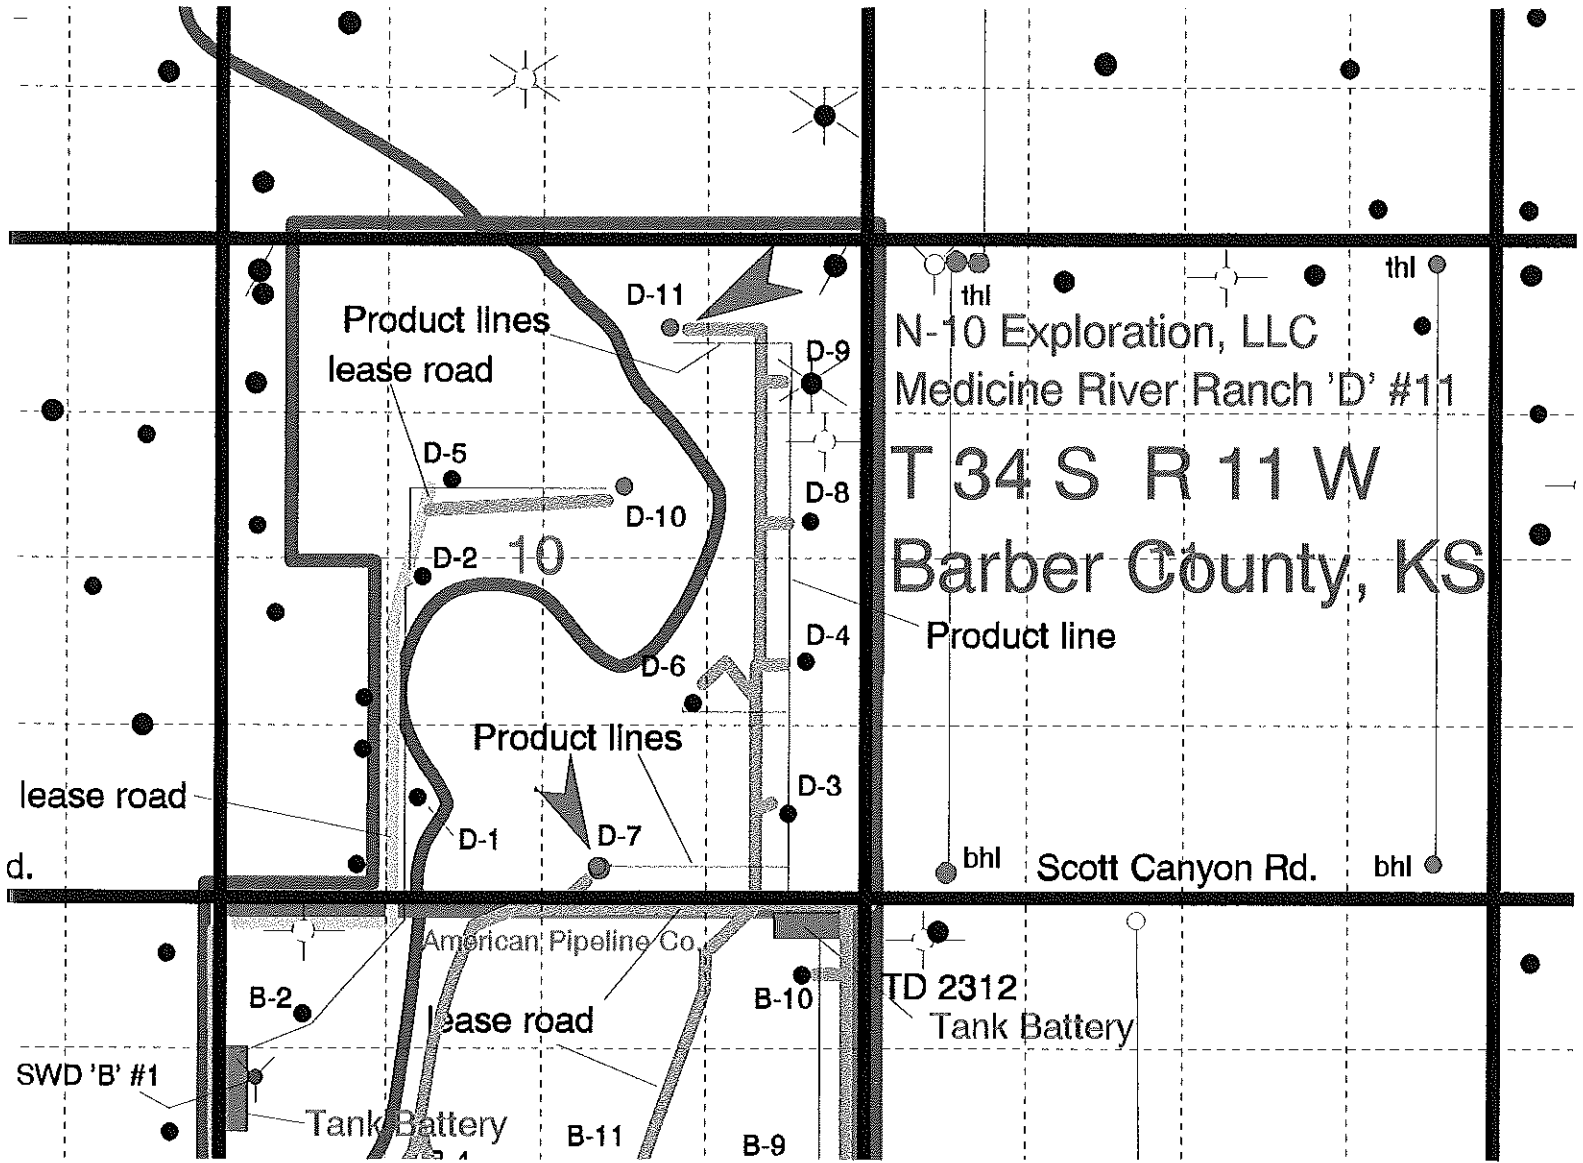 D-11
thl
thl
Product lines
N-10 Exploration, LLC
lease road
D-9
Medicine River Ranch 'D' #11
D-5
T 34 S R 11 W
D-8
D-10
D-2
10
Barber County, KS
11
D-4
Product line
D-6
Product lines
lease road
D-3
D-1
D-7
d.
bhl
Scott Canyon Rd.
bhl
American Pipeline Co.
B-2
B-10
TD 2312
lease road
Tank Battery
SWD 'B' #1
Tank Battery
B-11
B-9